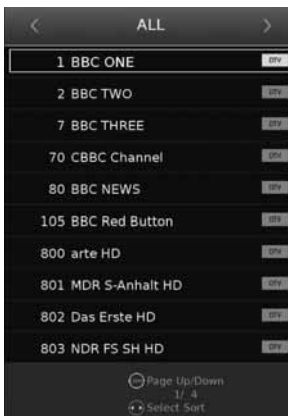 ALL
1 BBC ONE DTV
2 BBC TWO DTV
7 BBC THREE DTV
70 CBBC Channel DTV
80 BBC NEWS DTV
105 BBC Red Button DTV
800 arte HD DTV
801 MDR S-Anhalt HD DTV
802 Das Erste HD DTV
803 NDR FS SH HD DTV
Page Up/Down
1/ 4
Select Sort